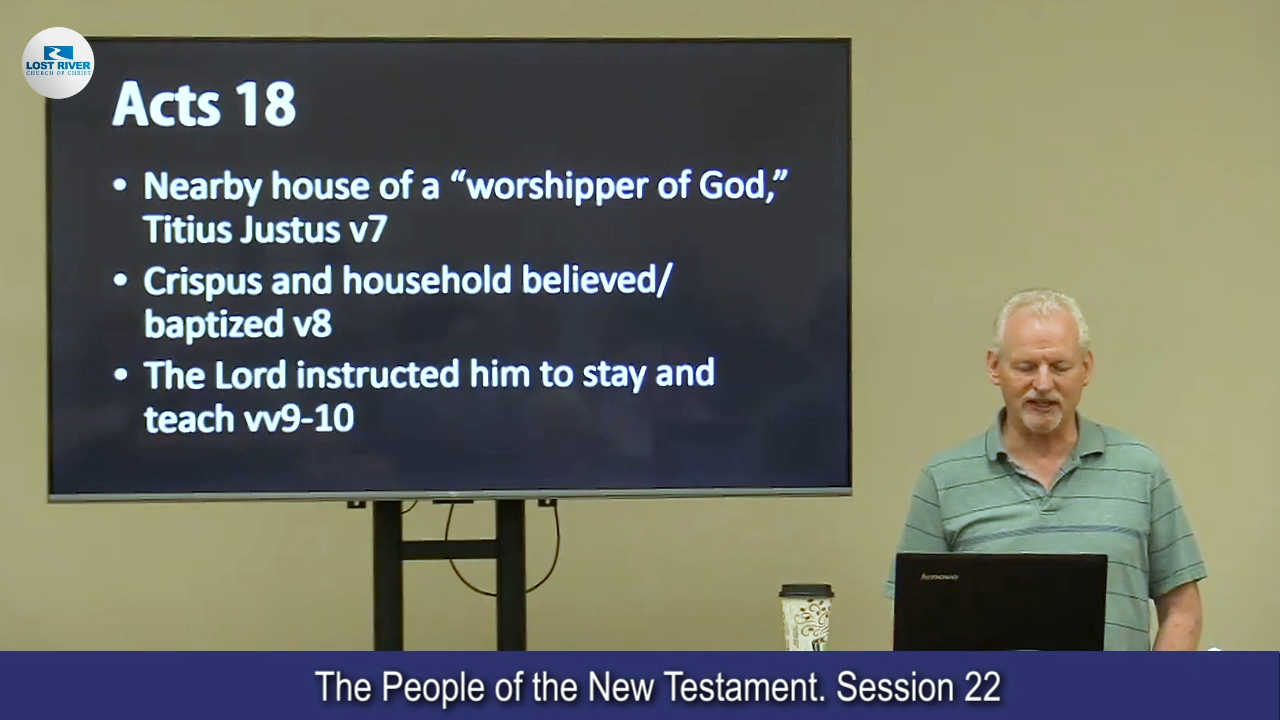 LOST RIVER
CHURCH OF CHRIST
Acts 18
• Nearby house of a “worshipper of God,”
Titius Justus v7
• Crispus and household believed/
baptized v8
• The Lord instructed him to stay and
teach vv9-10
lenovo
The People of the New Testament. Session 22